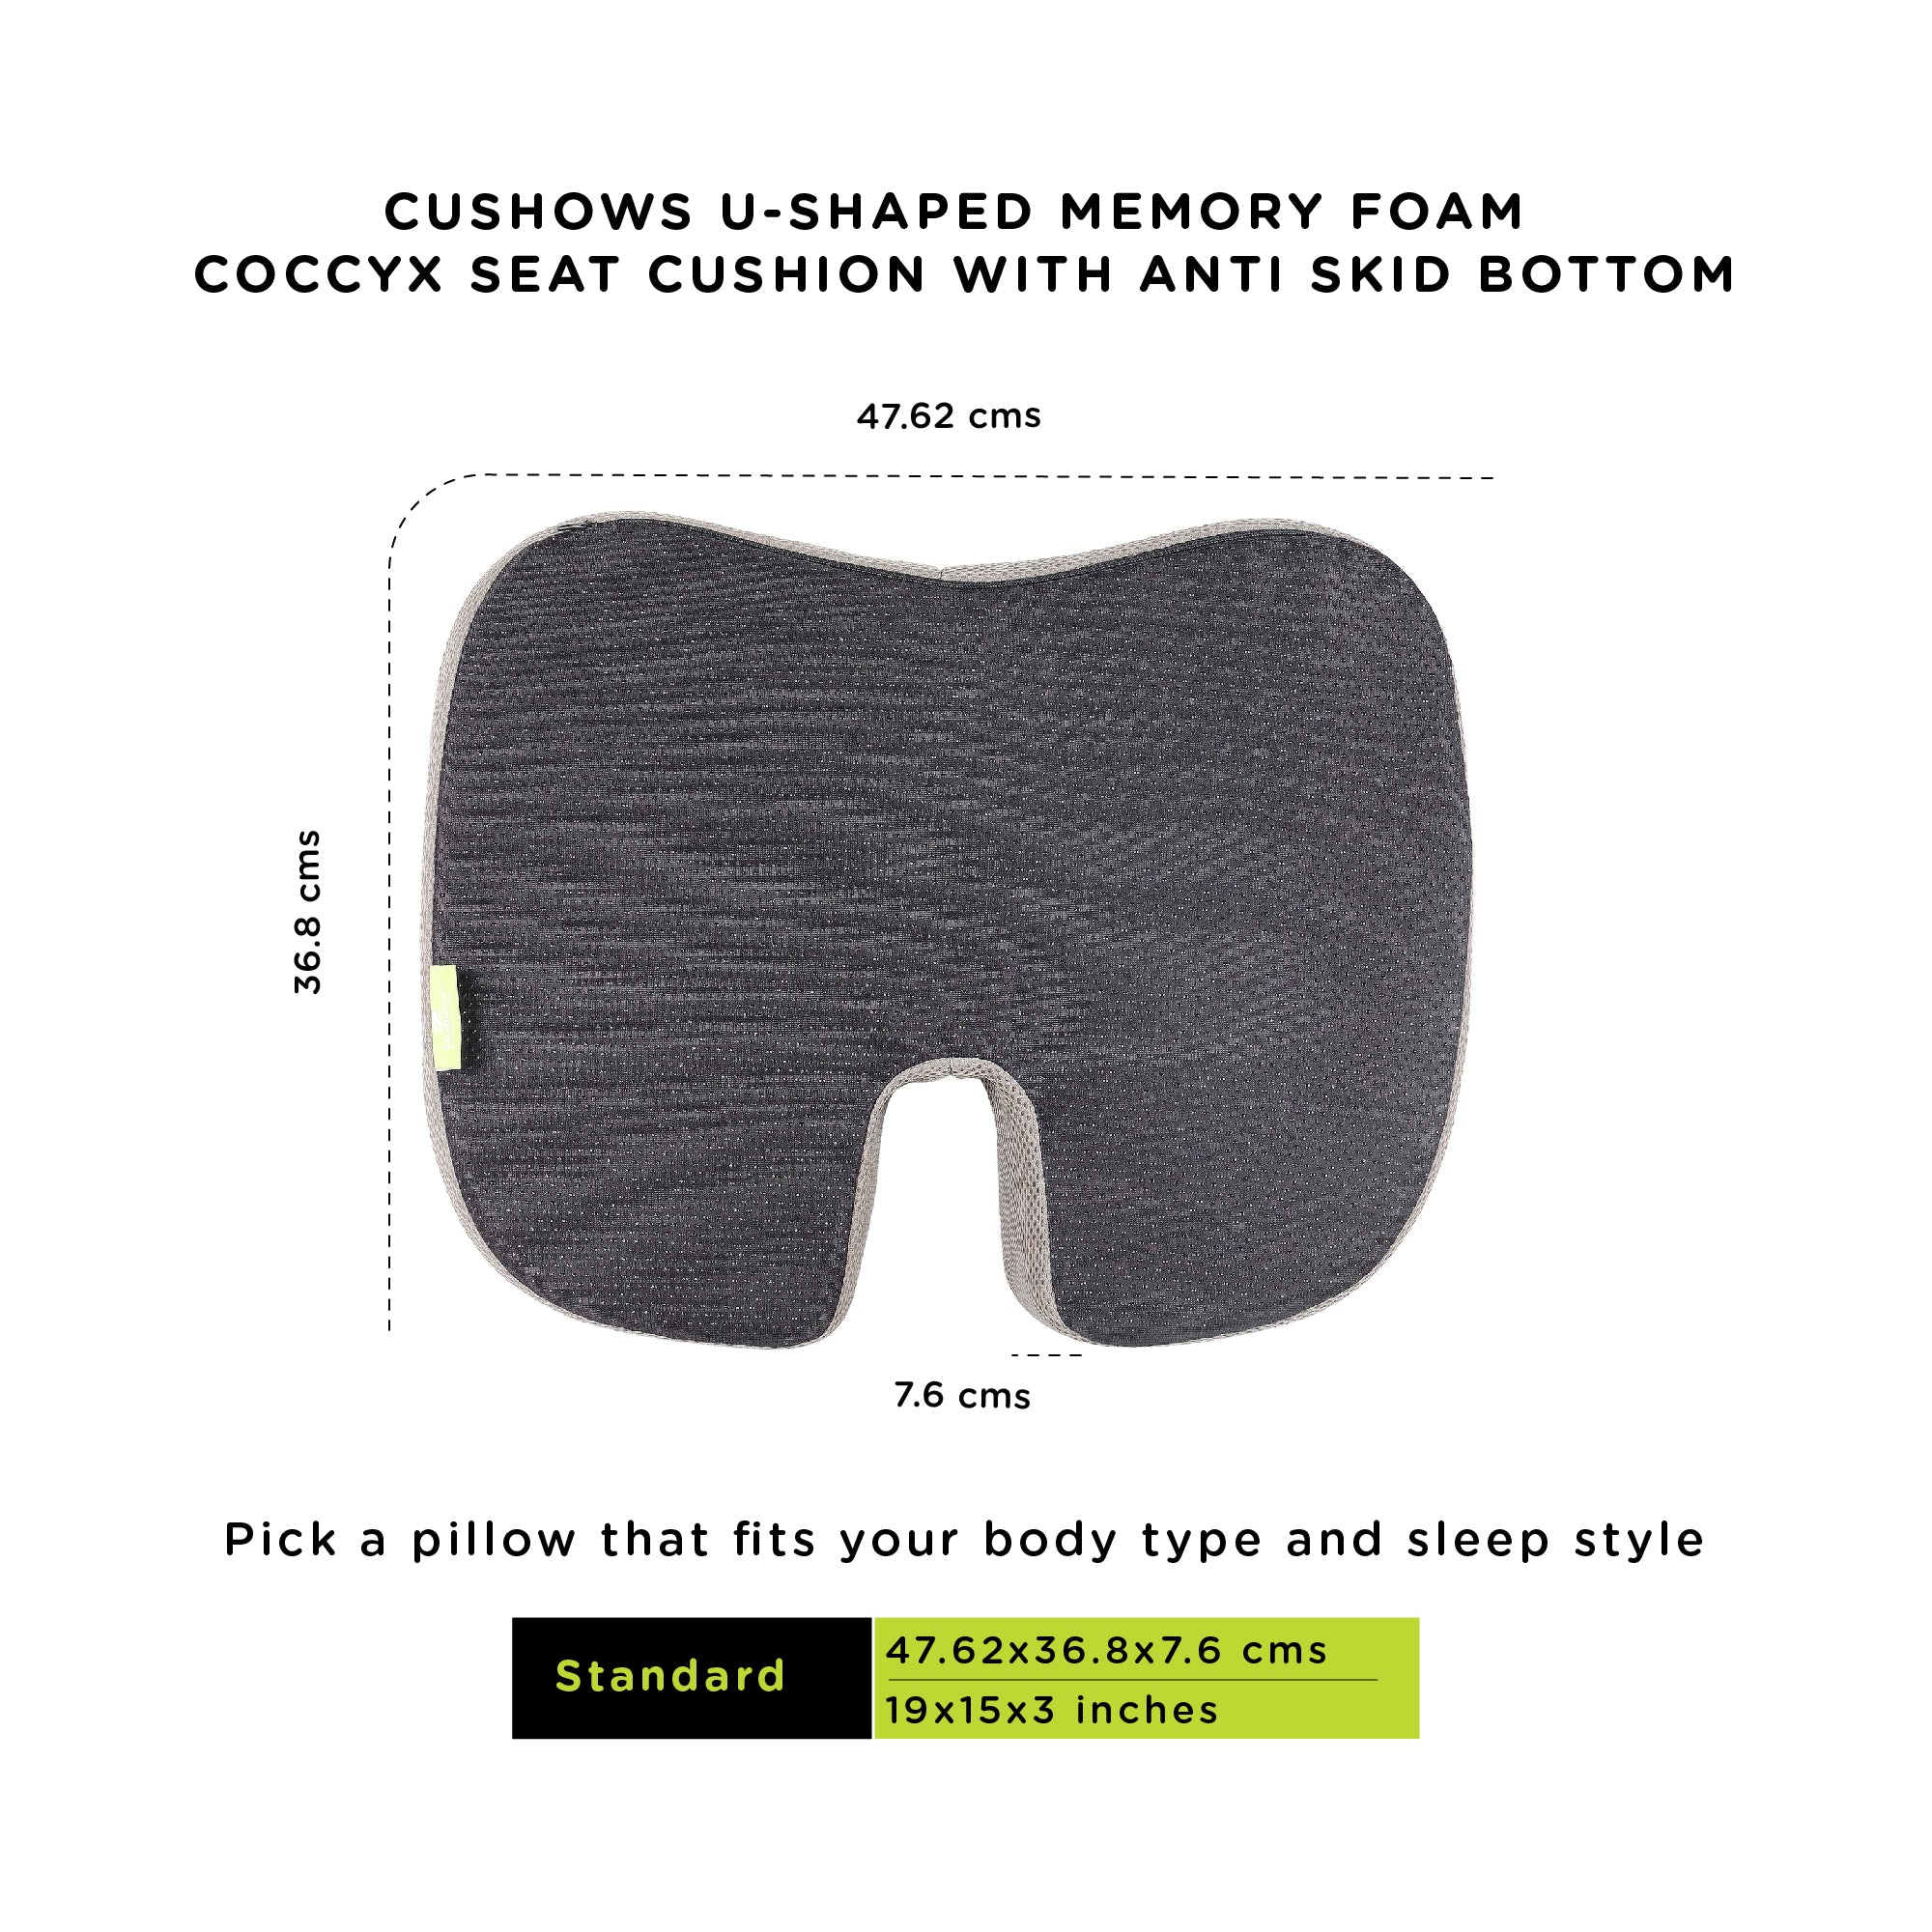 CUSHOWS U-SHAPED MEMORY FOAM
COCCYX SEAT CUSHION WITH ANTI SKID BOTTOM
47.62 cms
36.8 cms
7.6 cms
Pick a pillow that fits your body type and sleep style
Standard
47.62x36.8x7.6 cms
19x15x3 inches